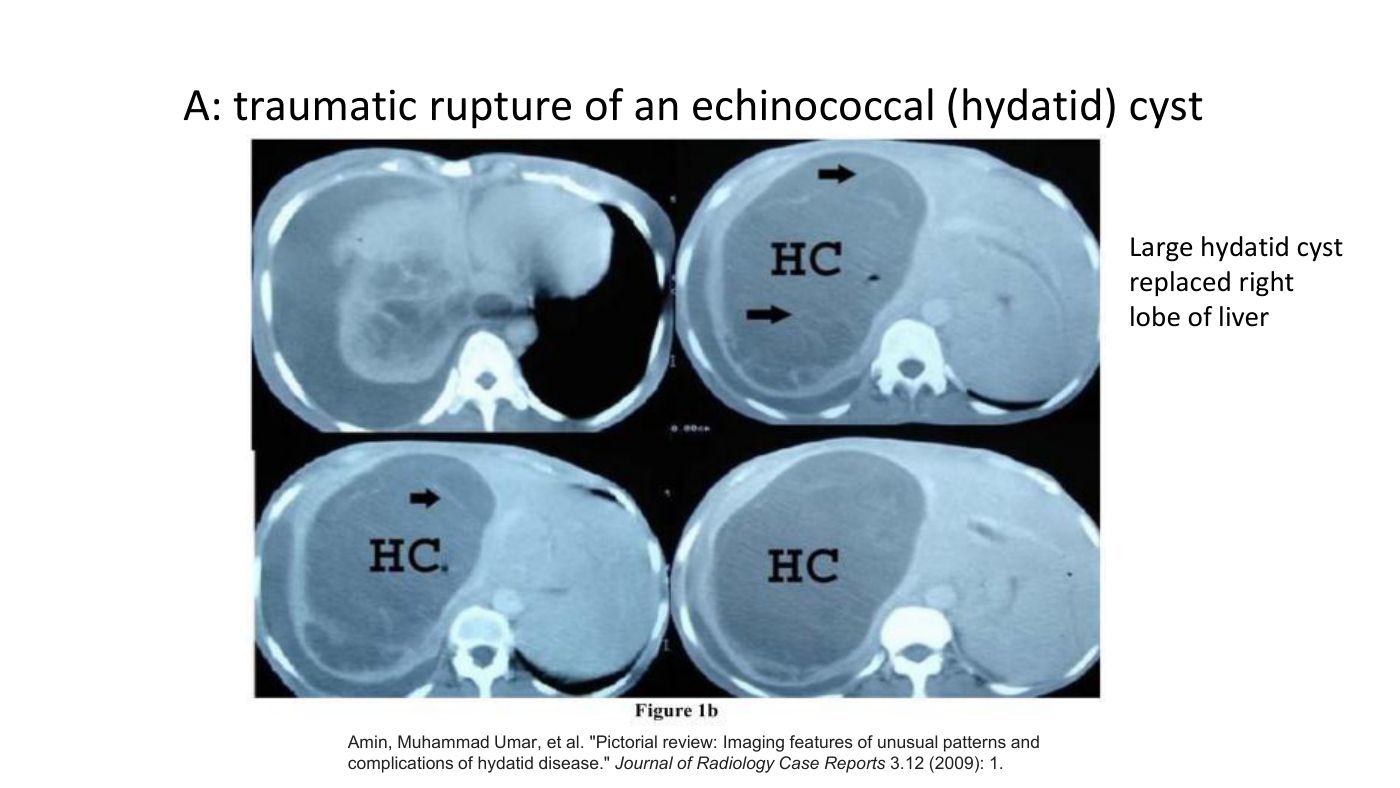 A: traumatic rupture of an echinococcal (hydatid) cyst
HC
Large hydatid cyst
replaced right
lobe of liver
0.00cm
HC
HC
Figure 1b
Amin, Muhammad Umar, et al. "Pictorial review: Imaging features of unusual patterns and
complications of hydatid disease." Journal of Radiology Case Reports 3.12 (2009): 1.